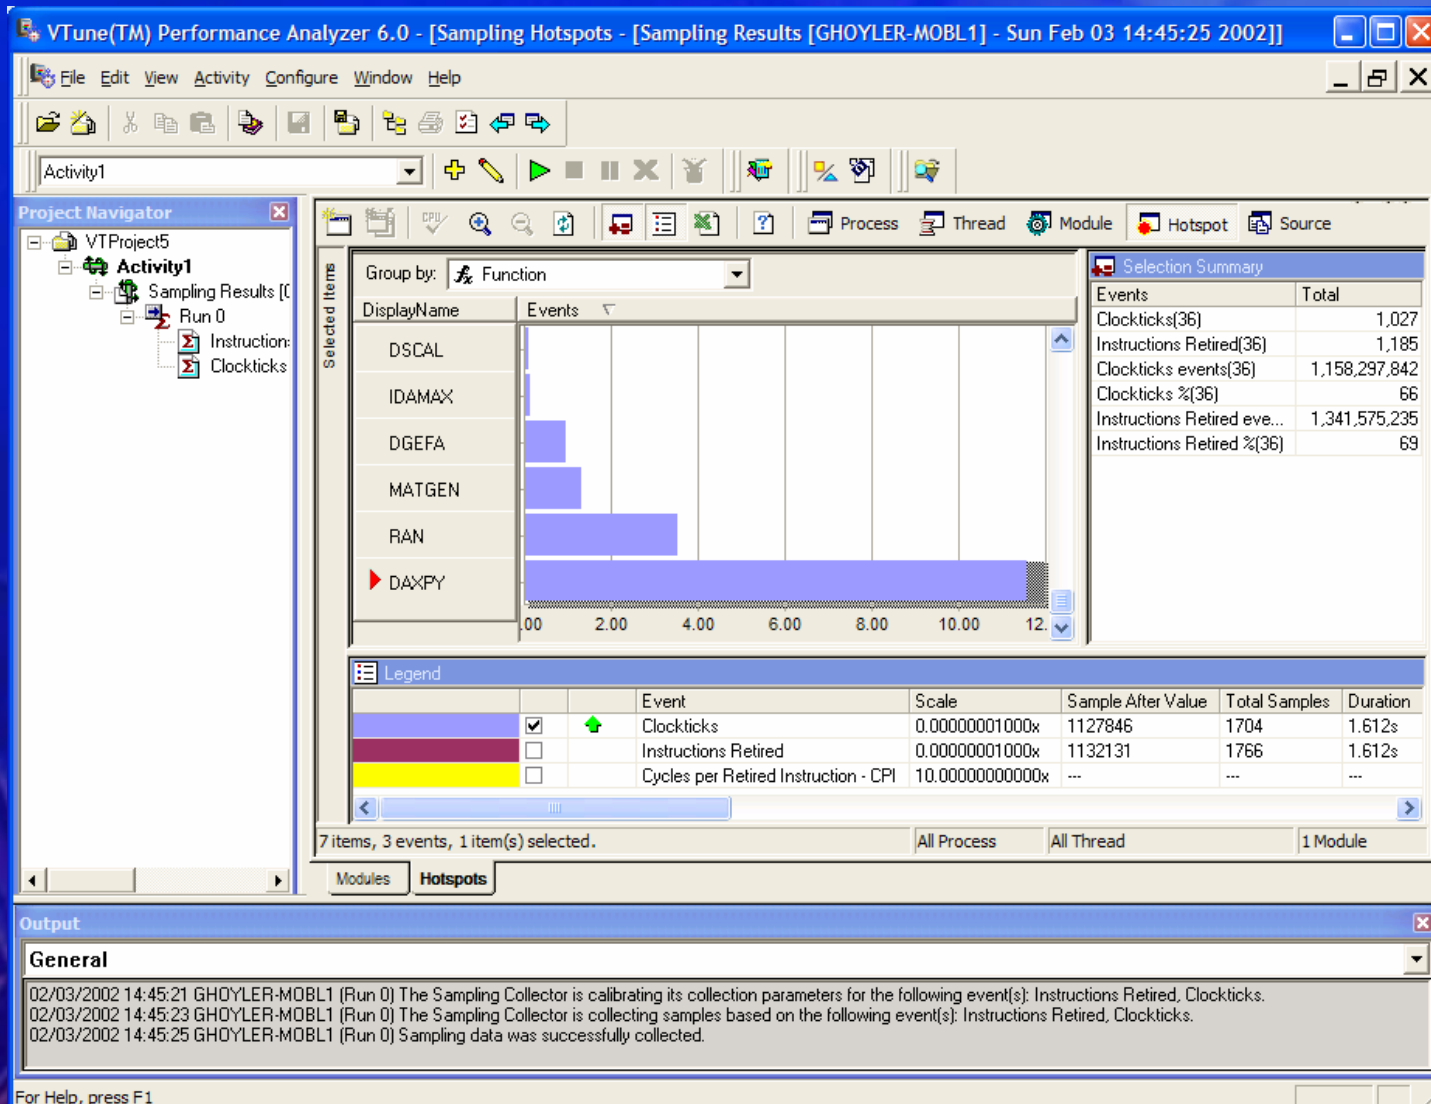 VTune(TM) Performance Analyzer 6.0 - [Sampling Hotspots - [Sampling Results [GHOYLER-MOBL1] - Sun Feb 03 14:45:25 2002]]
File Edit View Activity Configure Window Help
Activity1
Project Navigator
VTProject5
Activity1
Sampling Results [(
Run 0
Instruction:
Clockticks
CPU Process Thread Module Hotspot Source
Selected Items
Group by: fx Function
DisplayName Events
DSCAL
IDAMAX
DGEFA
MATGEN
RAN
DAXPY
.00 2.00 4.00 6.00 8.00 10.00 12.
Selection Summary
Events Total
Clockticks(36) 1,027
Instructions Retired(36) 1,185
Clockticks events(36) 1,158,297,842
Clockticks %(36) 66
Instructions Retired eve... 1,341,575,235
Instructions Retired %(36) 69
Legend
Event Scale Sample After Value Total Samples Duration
Clockticks 0.00000001000x 1127846 1704 1.612s
Instructions Retired 0.00000001000x 1132131 1766 1.612s
Cycles per Retired Instruction - CPI 10.00000000000x --- --- ---
7 items, 3 events, 1 item(s) selected. All Process All Thread 1 Module
Modules Hotspots
Output
General
02/03/2002 14:45:21 GHOYLER-MOBL1 (Run 0) The Sampling Collector is calibrating its collection parameters for the following event(s): Instructions Retired, Clockticks.
02/03/2002 14:45:23 GHOYLER-MOBL1 (Run 0) The Sampling Collector is collecting samples based on the following event(s): Instructions Retired, Clockticks.
02/03/2002 14:45:25 GHOYLER-MOBL1 (Run 0) Sampling data was successfully collected.
For Help, press F1